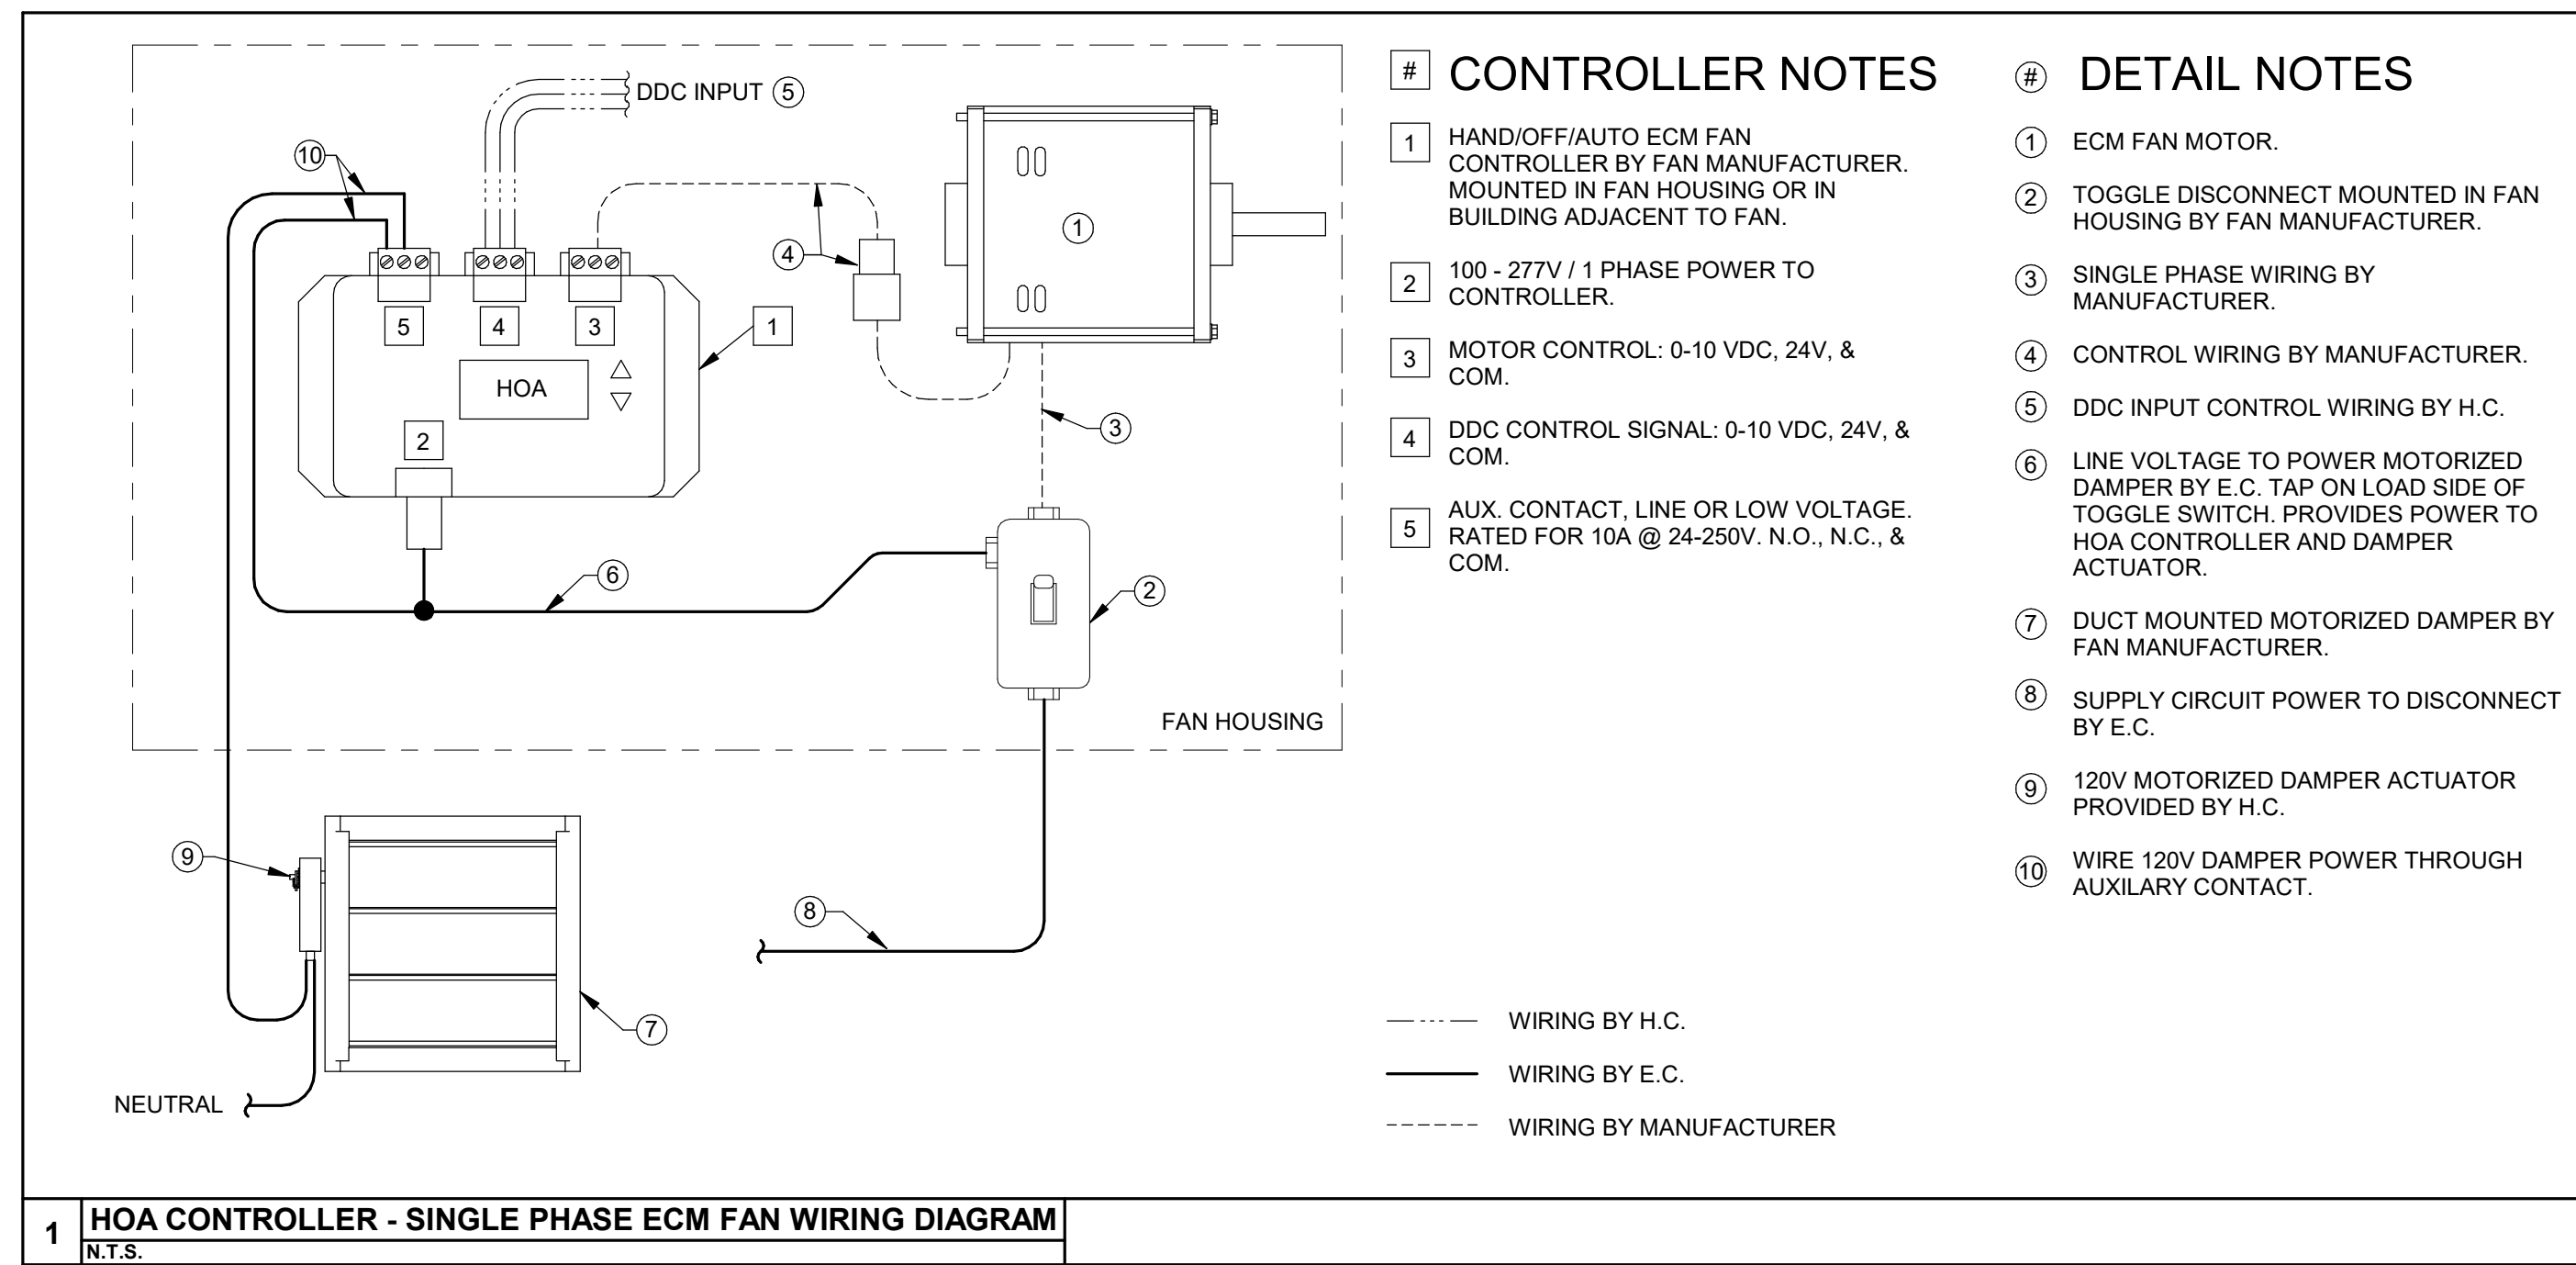 DDC INPUT 5
10
1
4
5
4
3
1
HOA
2
3
6
2
FAN HOUSING
9
8
7
NEUTRAL
# CONTROLLER NOTES
1 HAND/OFF/AUTO ECM FAN
CONTROLLER BY FAN MANUFACTURER.
MOUNTED IN FAN HOUSING OR IN
BUILDING ADJACENT TO FAN.
2 100 - 277V / 1 PHASE POWER TO
CONTROLLER.
3 MOTOR CONTROL: 0-10 VDC, 24V, &
COM.
4 DDC CONTROL SIGNAL: 0-10 VDC, 24V, &
COM.
5 AUX. CONTACT, LINE OR LOW VOLTAGE.
RATED FOR 10A @ 24-250V. N.O., N.C., &
COM.
# DETAIL NOTES
1 ECM FAN MOTOR.
2 TOGGLE DISCONNECT MOUNTED IN FAN
HOUSING BY FAN MANUFACTURER.
3 SINGLE PHASE WIRING BY
MANUFACTURER.
4 CONTROL WIRING BY MANUFACTURER.
5 DDC INPUT CONTROL WIRING BY H.C.
6 LINE VOLTAGE TO POWER MOTORIZED
DAMPER BY E.C. TAP ON LOAD SIDE OF
TOGGLE SWITCH. PROVIDES POWER TO
HOA CONTROLLER AND DAMPER
ACTUATOR.
7 DUCT MOUNTED MOTORIZED DAMPER BY
FAN MANUFACTURER.
8 SUPPLY CIRCUIT POWER TO DISCONNECT
BY E.C.
9 120V MOTORIZED DAMPER ACTUATOR
PROVIDED BY H.C.
10 WIRE 120V DAMPER POWER THROUGH
AUXILARY CONTACT.
WIRING BY H.C.
WIRING BY E.C.
WIRING BY MANUFACTURER
1 HOA CONTROLLER - SINGLE PHASE ECM FAN WIRING DIAGRAM
N.T.S.